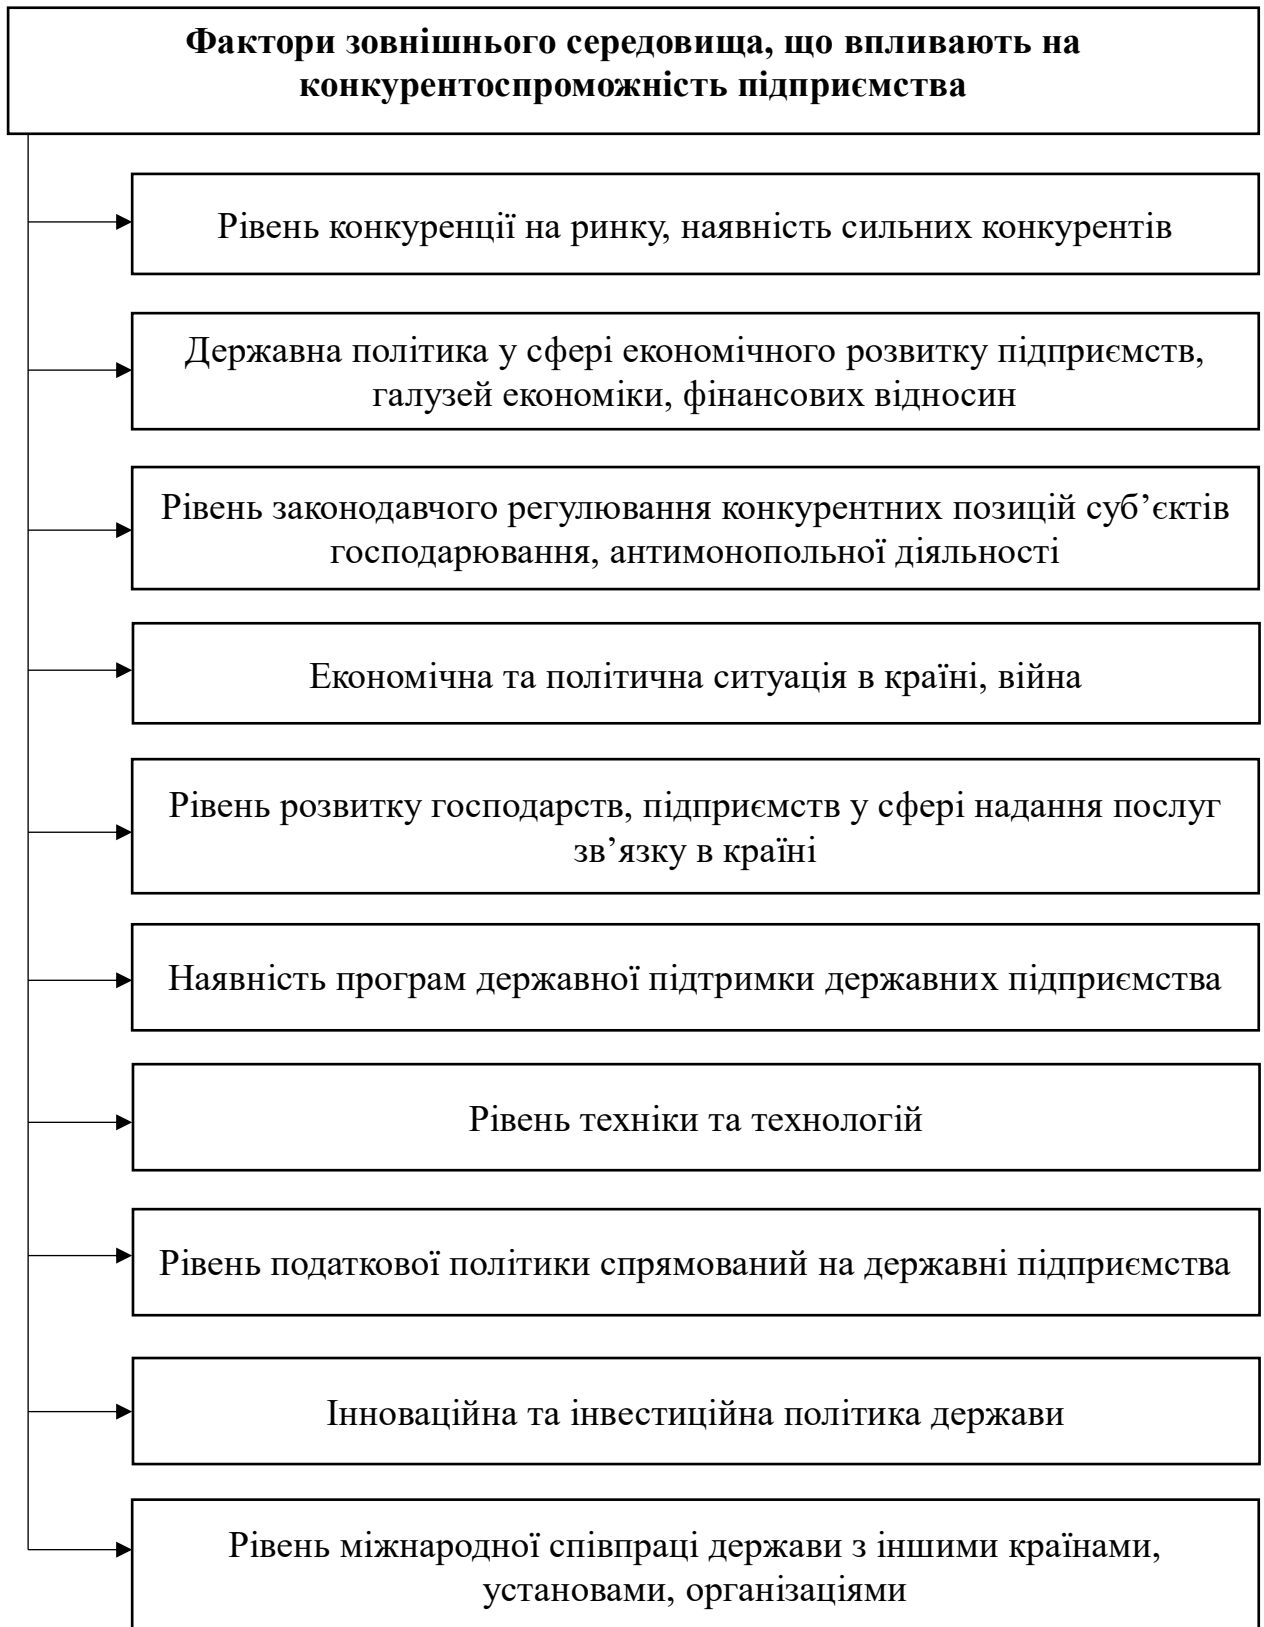 Фактори зовнішнього середовища, що впливають на
конкурентоспроможність підприємства
Рівень конкуренції на ринку, наявність сильних конкурентів
Державна політика у сфері економічного розвитку підприємств,
галузей економіки, фінансових відносин
Рівень законодавчого регулювання конкурентних позицій суб’єктів
господарювання, антимонопольної діяльності
Економічна та політична ситуація в країні, війна
Рівень розвитку господарств, підприємств у сфері надання послуг
зв’язку в країні
Наявність програм державної підтримки державних підприємства
Рівень техніки та технологій
Рівень податкової політики спрямований на державні підприємства
Інноваційна та інвестиційна політика держави
Рівень міжнародної співпраці держави з іншими країнами,
установами, організаціями